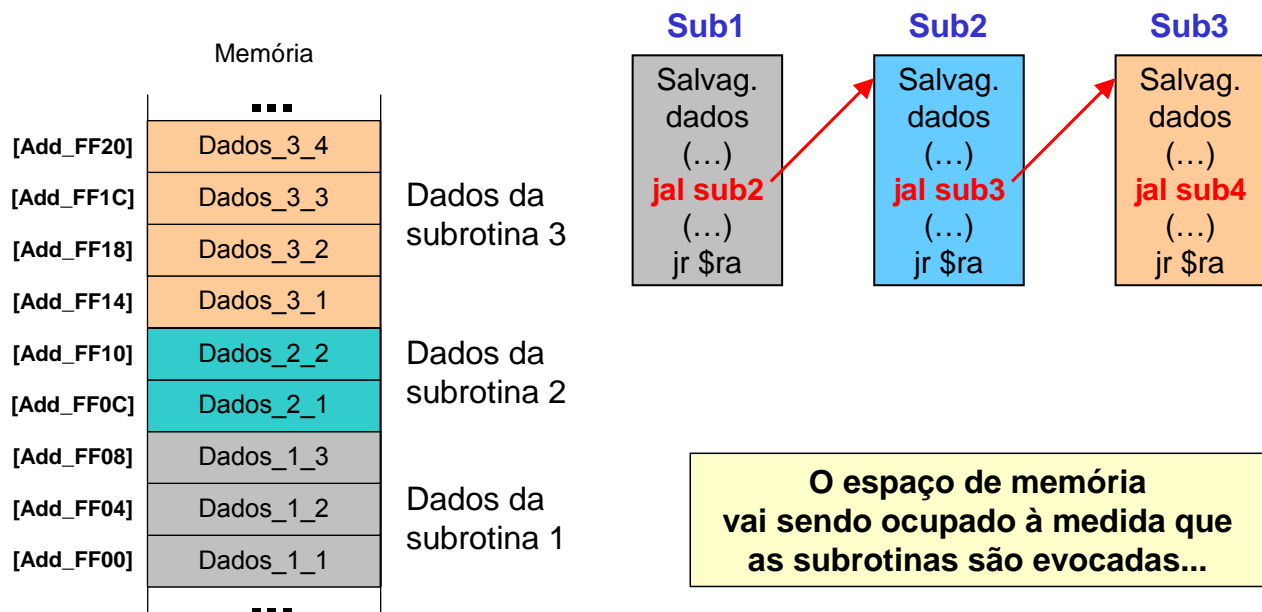 Memória
...
[Add_FF20] Dados_3_4
[Add_FF1C] Dados_3_3
[Add_FF18] Dados_3_2
[Add_FF14] Dados_3_1
[Add_FF10] Dados_2_2
[Add_FF0C] Dados_2_1
[Add_FF08] Dados_1_3
[Add_FF04] Dados_1_2
[Add_FF00] Dados_1_1
...
Dados da
subrotina 3
Dados da
subrotina 2
Dados da
subrotina 1
Sub1
Salvag.
dados
(…)
jal sub2
(…)
jr $ra
Sub2
Salvag.
dados
(…)
jal sub3
(…)
jr $ra
Sub3
Salvag.
dados
(…)
jal sub4
(…)
jr $ra
O espaço de memória
vai sendo ocupado à medida que
as subrotinas são evocadas...